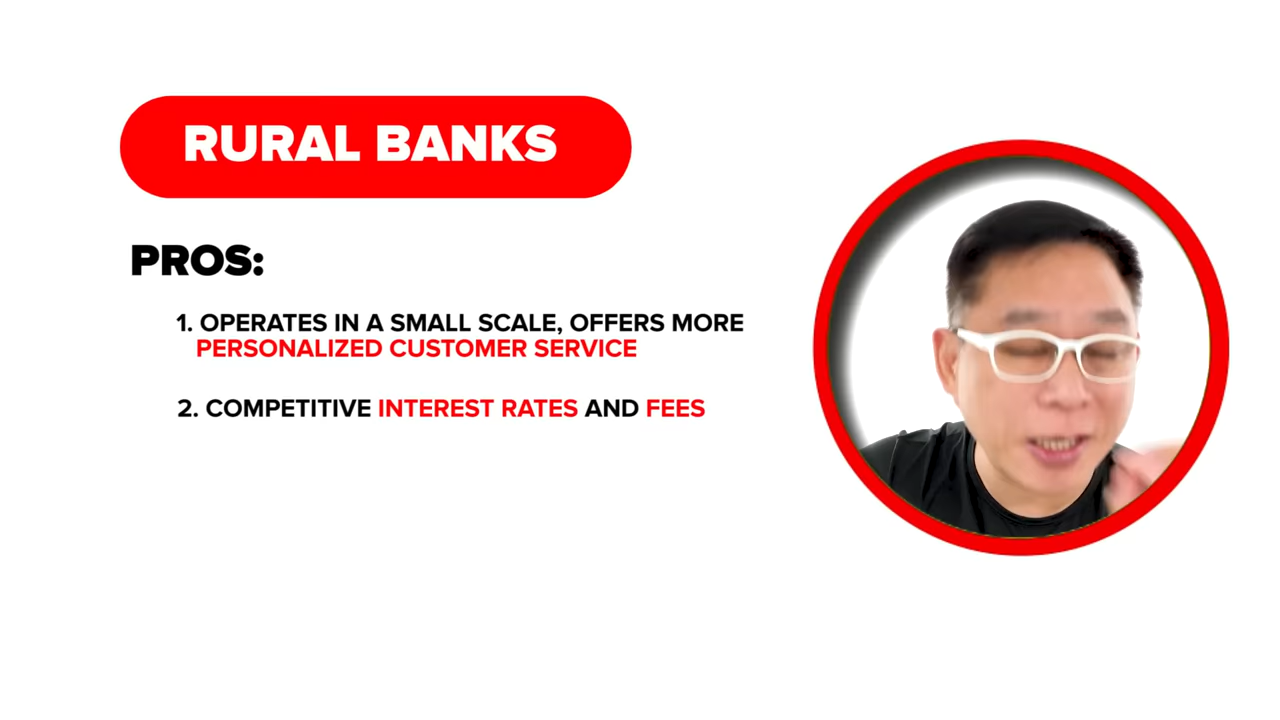 RURAL BANKS
PROS:
1. OPERATES IN A SMALL SCALE, OFFERS MORE
PERSONALIZED CUSTOMER SERVICE
2. COMPETITIVE INTEREST RATES AND FEES